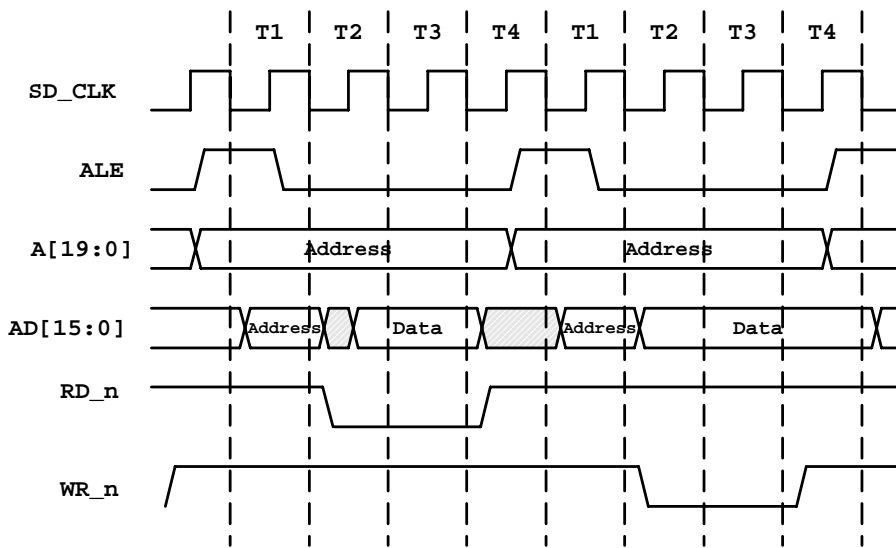 T1 T2 T3 T4 T1 T2 T3 T4
SD_CLK
ALE
A[19:0] Address Address
AD[15:0] Address Data Address Data
RD_n
WR_n